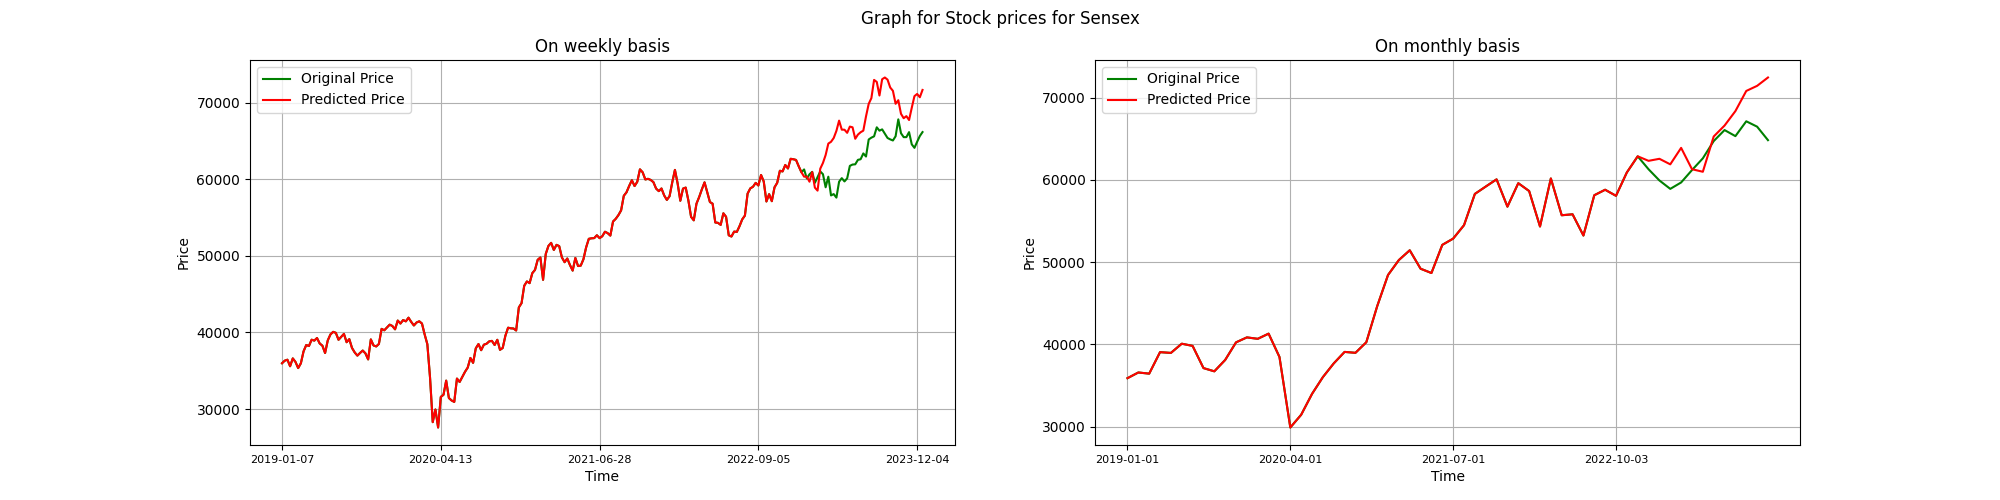 Graph for Stock prices for Sensex
On weekly basis
Original Price
Predicted Price
70000
60000
50000
40000
30000
Price
2019-01-07
2020-04-13
2021-06-28
2022-09-05
2023-12-04
Time
On monthly basis
Original Price
Predicted Price
70000
60000
50000
40000
30000
Price
2019-01-01
2020-04-01
2021-07-01
2022-10-03
Time